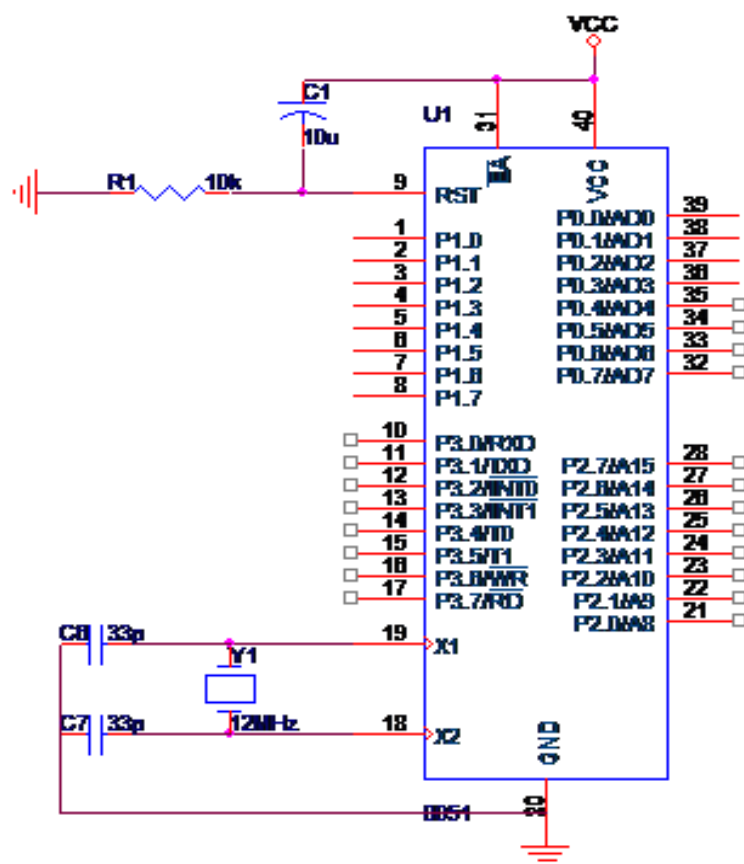 VCC
C1
10u
U1
31
40
EA
VCC
R1
10k
9
RST
1
P1.0
2
P1.1
3
P1.2
4
P1.3
5
P1.4
6
P1.5
7
P1.6
8
P1.7
39
P0.0/AD0
38
P0.1/AD1
37
P0.2/AD2
36
P0.3/AD3
35
P0.4/AD4
34
P0.5/AD5
33
P0.6/AD6
32
P0.7/AD7
10
P3.0/RXD
11
P3.1/TXD
12
P3.2/INT0
13
P3.3/INT1
14
P3.4/T0
15
P3.5/T1
16
P3.6/WR
17
P3.7/RD
28
P2.7/A15
27
P2.6/A14
26
P2.5/A13
25
P2.4/A12
24
P2.3/A11
23
P2.2/A10
22
P2.1/A9
21
P2.0/A8
C6
33p
19
X1
Y1
C7
33p
12MHz
18
X2
GND
20
8051